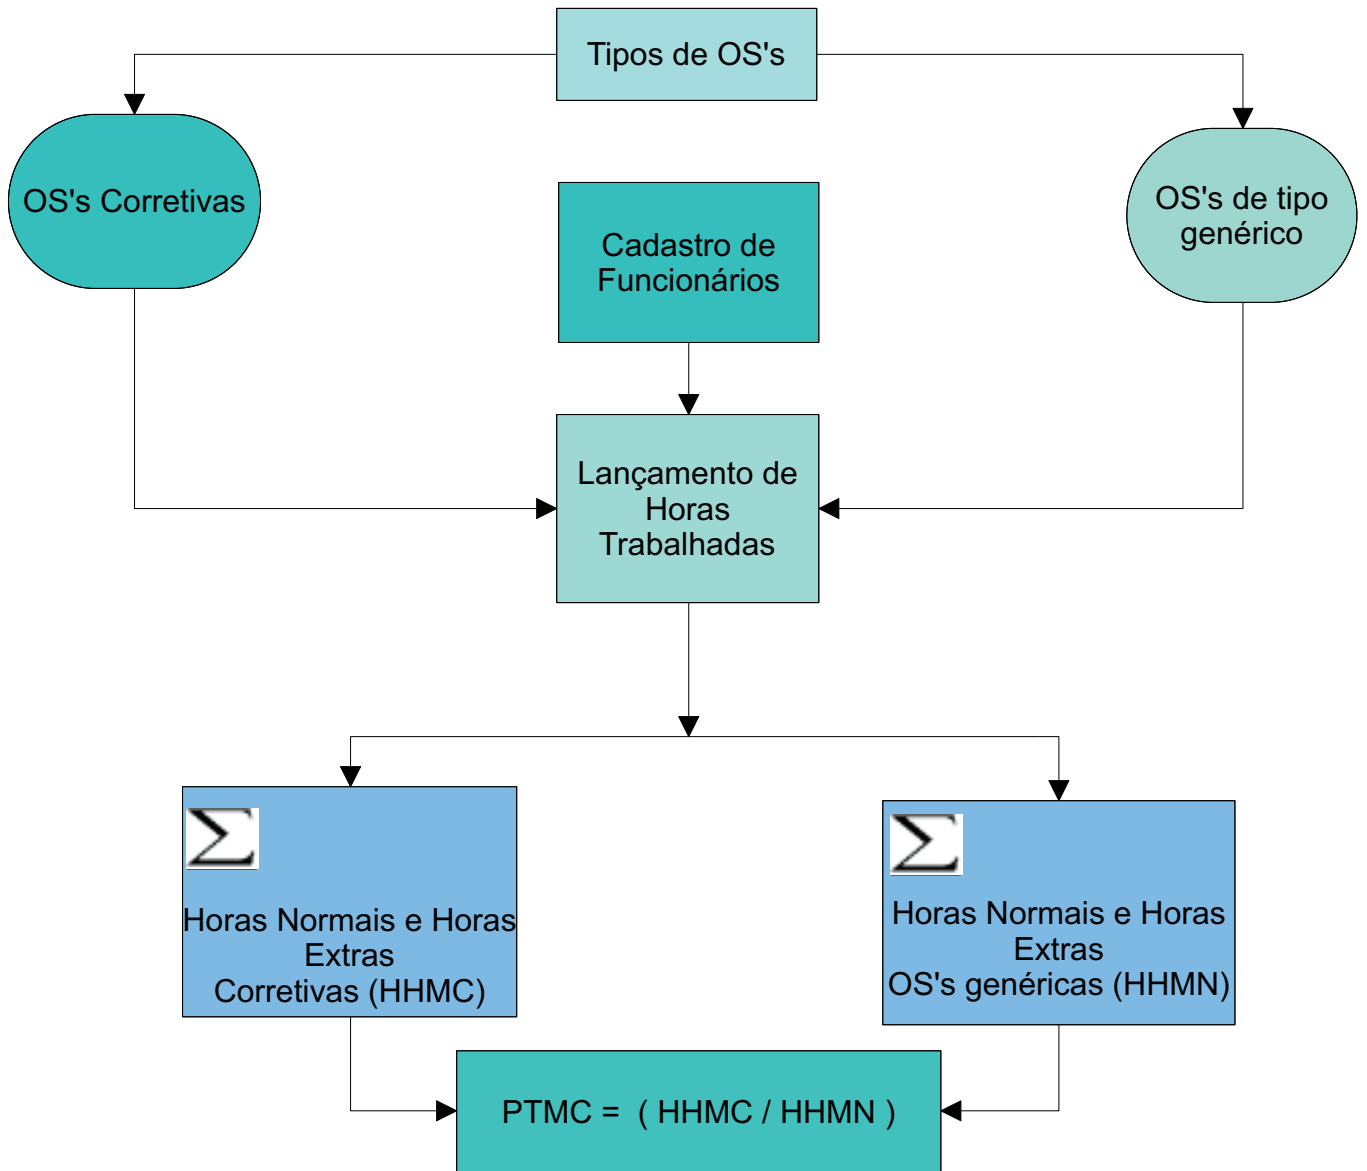 Tipos de OS's
OS's Corretivas
OS's de tipo
genérico
Cadastro de
Funcionários
Lançamento de
Horas
Trabalhadas
Σ
Horas Normais e Horas
Extras
Corretivas (HHMC)
Σ
Horas Normais e Horas
Extras
OS's genéricas (HHMN)
PTMC = ( HHMC / HHMN )